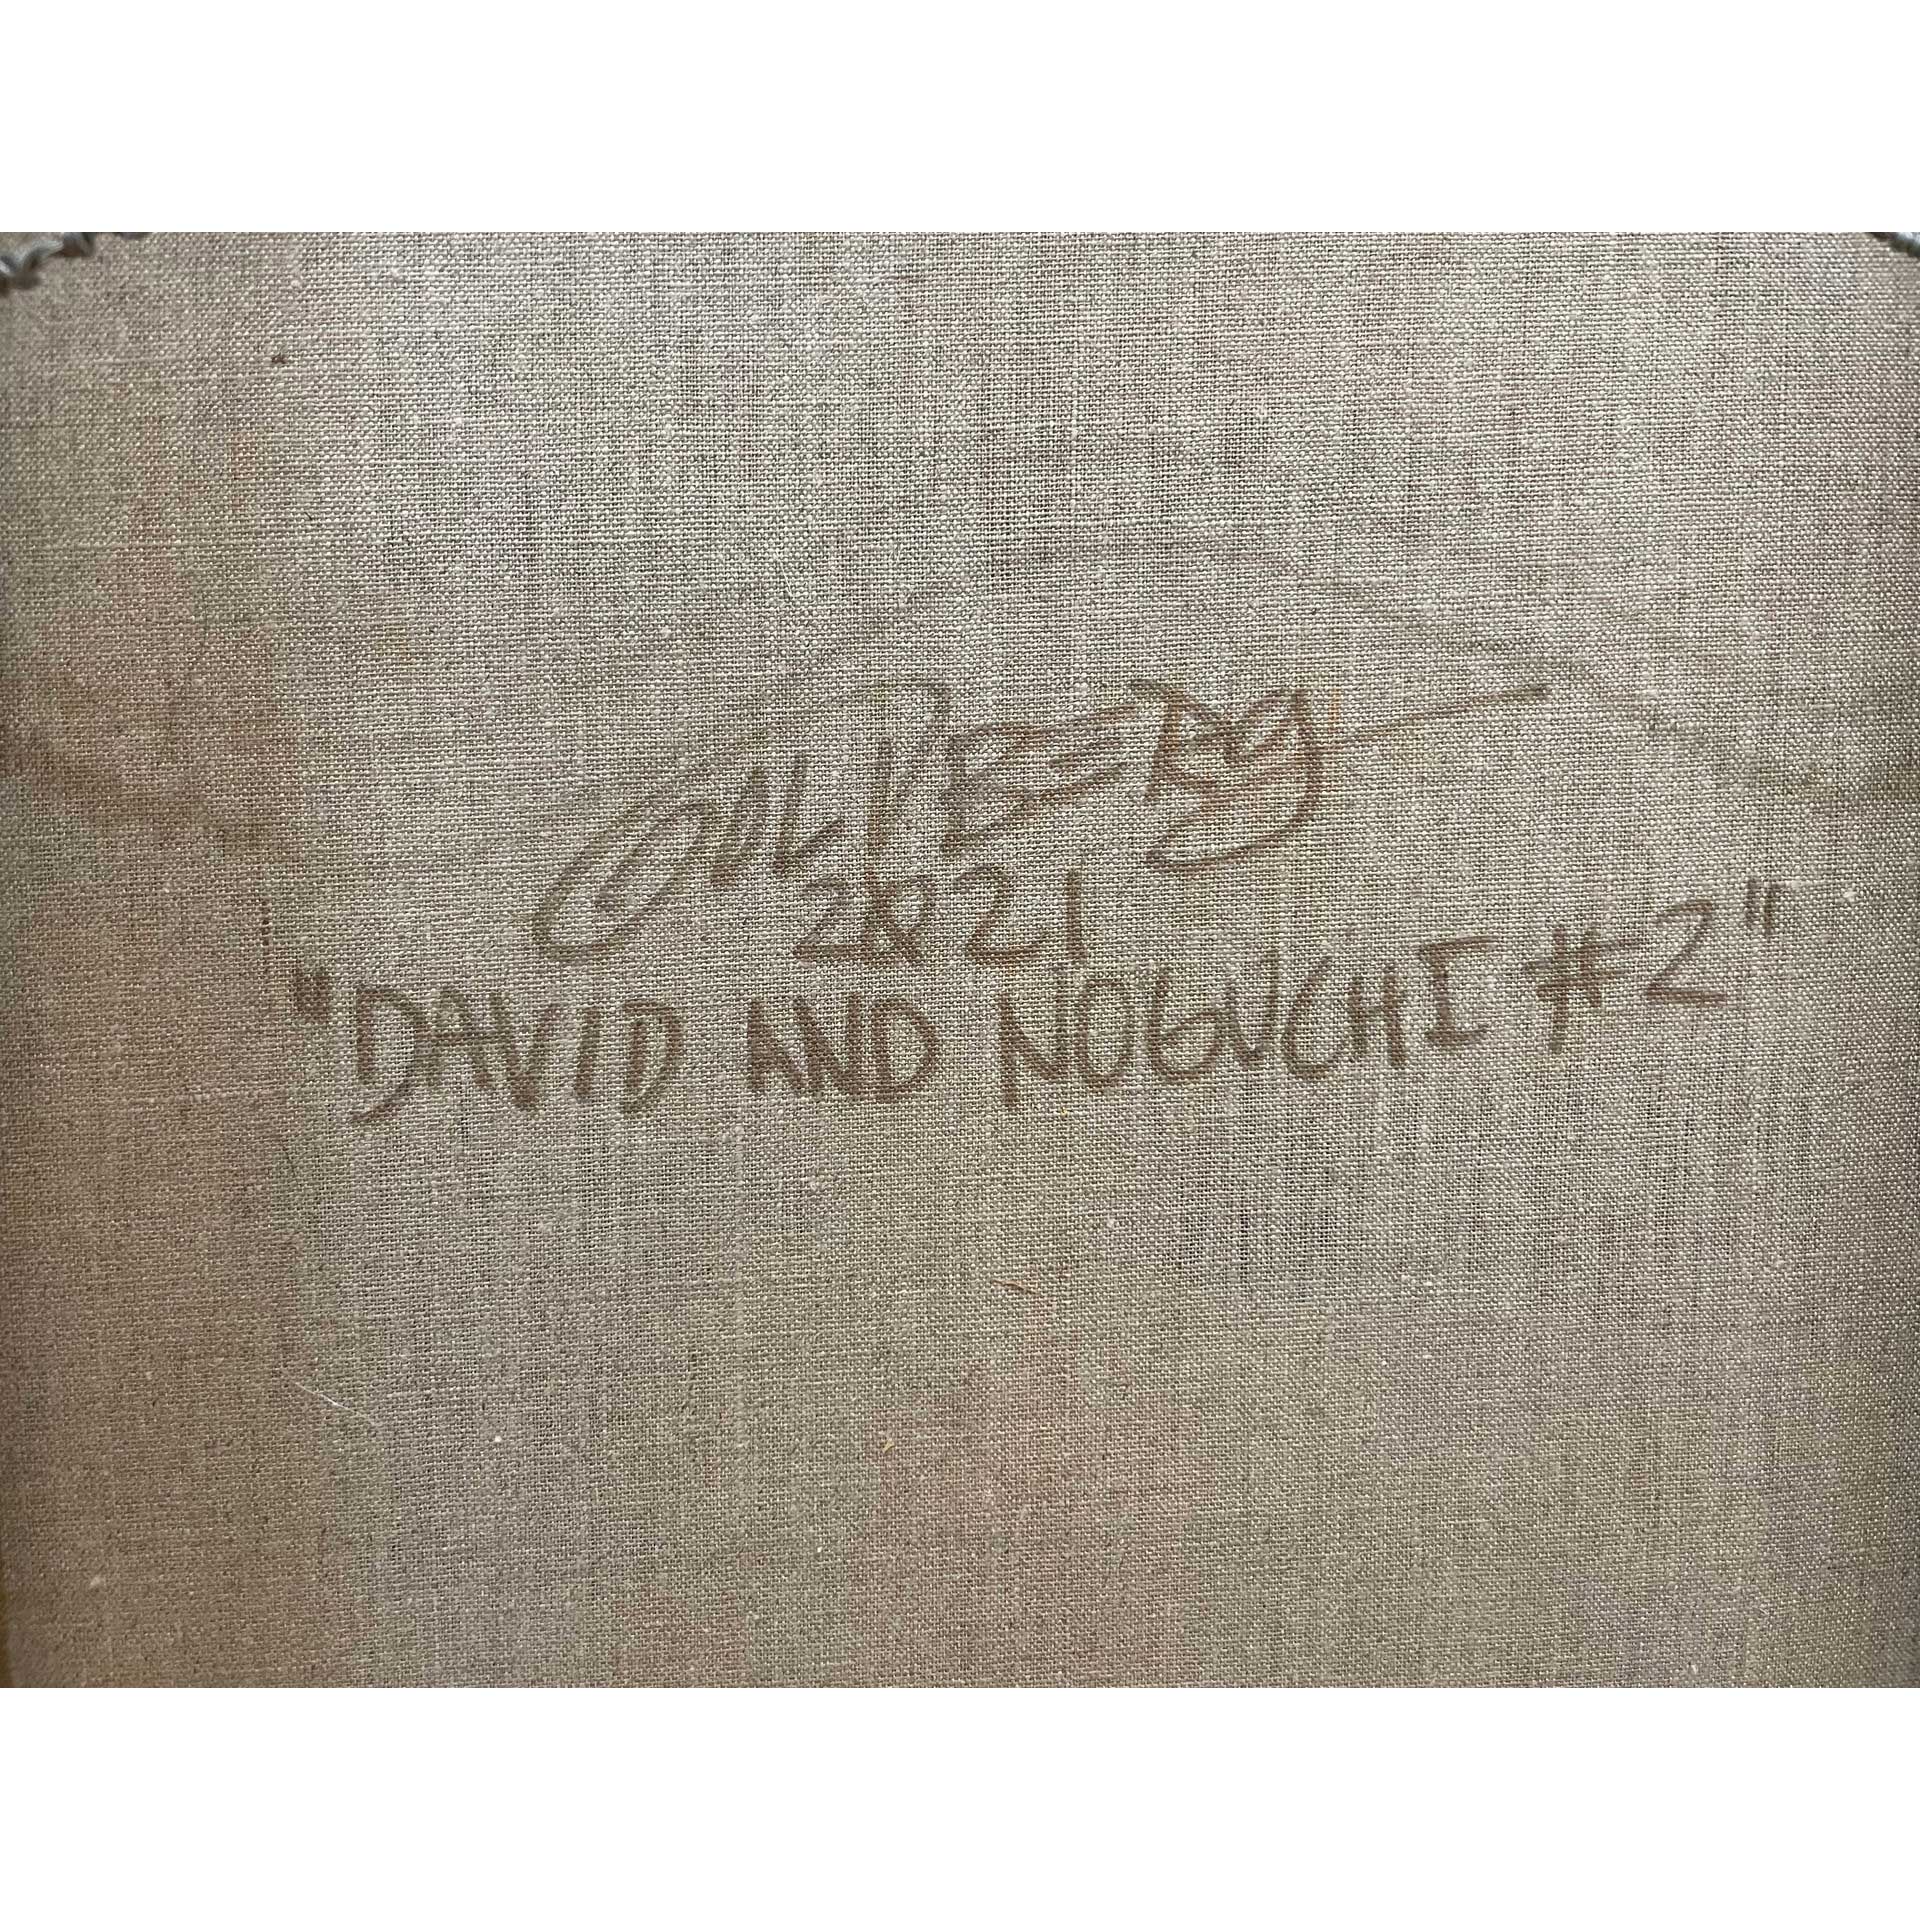 2021
"DAVID AND NOGUCHI #2"